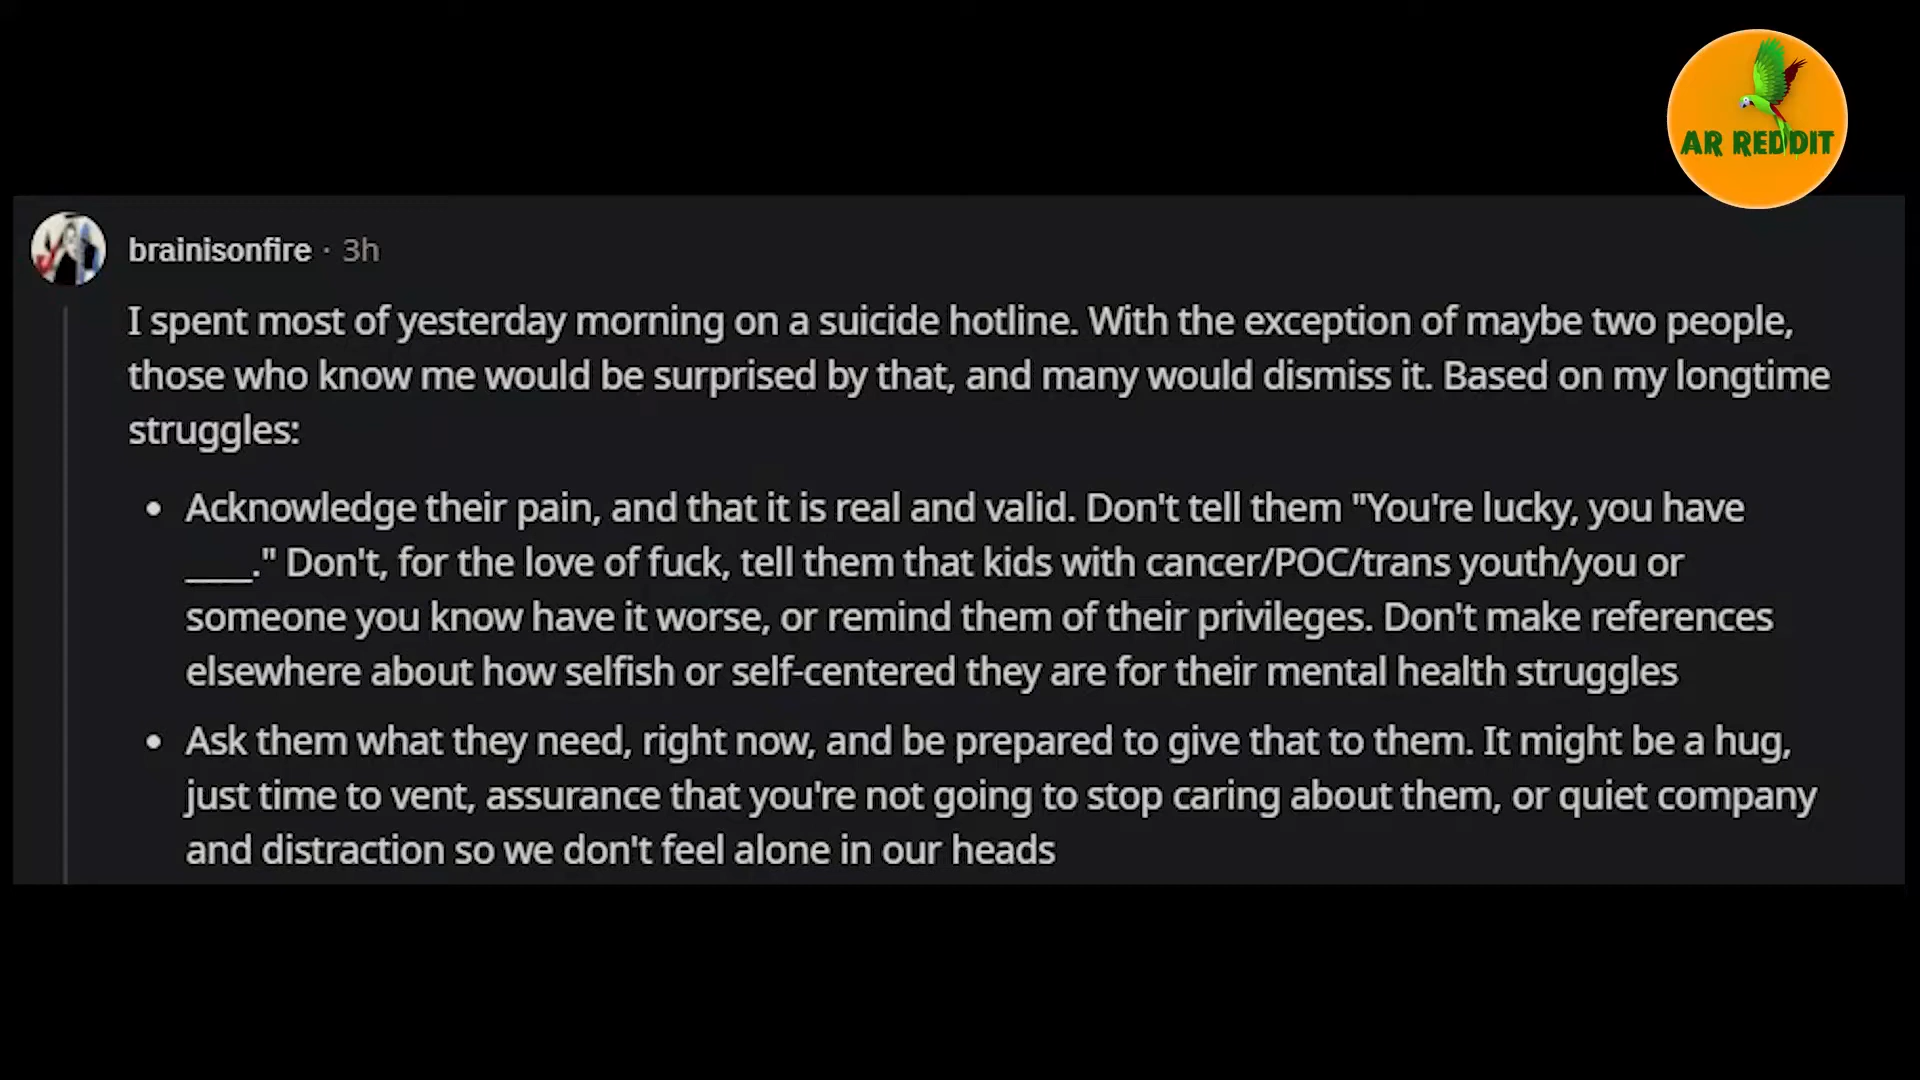 AR REDDIT
brainisonfire · 3h
I spent most of yesterday morning on a suicide hotline. With the exception of maybe two people,
those who know me would be surprised by that, and many would dismiss it. Based on my longtime
struggles:
• Acknowledge their pain, and that it is real and valid. Don't tell them "You're lucky, you have
____." Don't, for the love of fuck, tell them that kids with cancer/POC/trans youth/you or
someone you know have it worse, or remind them of their privileges. Don't make references
elsewhere about how selfish or self-centered they are for their mental health struggles
• Ask them what they need, right now, and be prepared to give that to them. It might be a hug,
just time to vent, assurance that you're not going to stop caring about them, or quiet company
and distraction so we don't feel alone in our heads